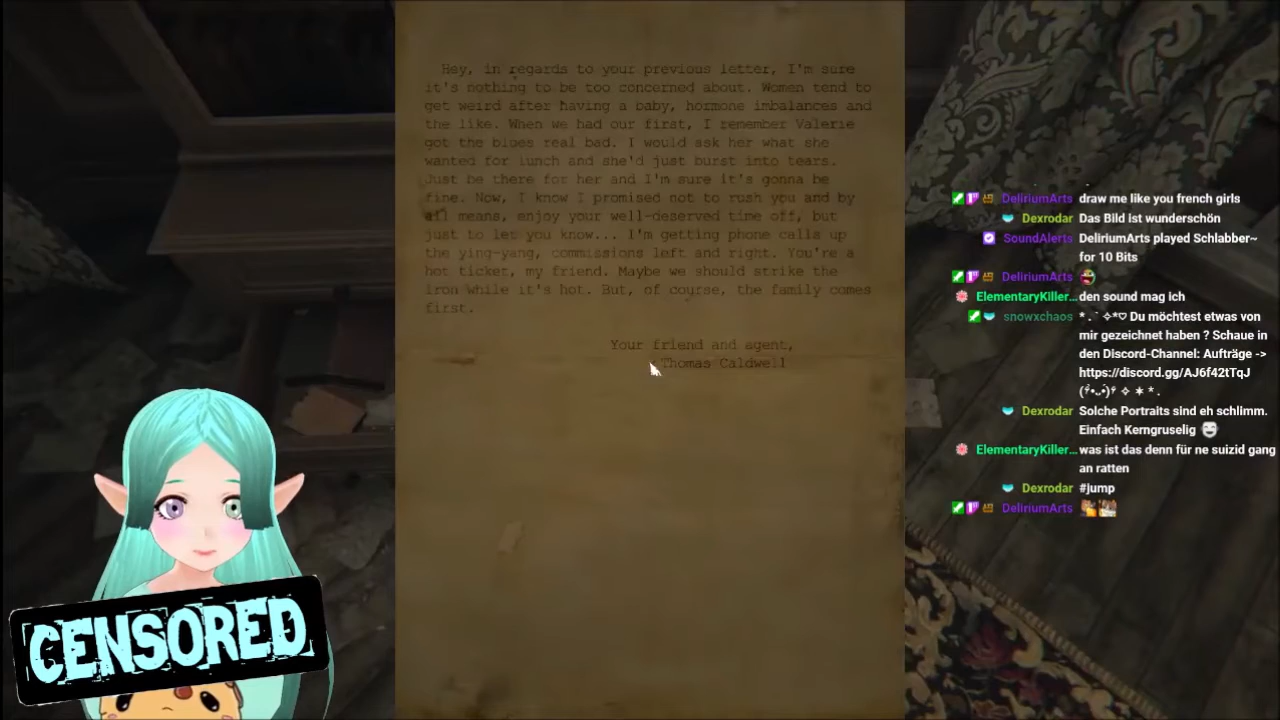 Hey, in regards to your previous letter, I'm sure
it's nothing to be too concerned about. Women tend to
get weird after having a baby, hormone imbalances and
the like. When we had our first, I remember Valerie
got the blues real bad. I would ask her what she
wanted for lunch and she'd just burst into tears.
Just be there for her and I'm sure it's gonna be
fine. Now, I know I promised not to rush you and by
all means, enjoy your well-deserved time off, but
just to let you know... I'm getting phone calls up
the ying-yang, commissions left and right. You're a
hot ticket, my friend. Maybe we should strike the
iron while it's hot. But, of course, the family comes
first.
Your friend and agent,
Thomas Caldwell
DeliriumArts draw me like you french girls
Dexrodar Das Bild ist wunderschön
SoundAlerts DeliriumArts played Schlabber~
for 10 Bits
DeliriumArts
ElementaryKiller... den sound mag ich
snowxchaos *.˙✧*♡ Du möchtest etwas von
mir gezeichnet haben ? Schaue in
den Discord-Channel: Aufträge ->
https://discord.gg/AJ6f42tTqJ
Dexrodar Solche Portraits sind eh schlimm.
Einfach Kerngruselig
ElementaryKiller... was ist das denn für ne suizid gang
an ratten
Dexrodar #jump
DeliriumArts
CENSORED